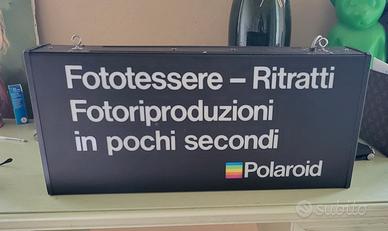 Fototessere – Ritratti
Fotoriproduzioni
in pochi secondi
Polaroid
subito